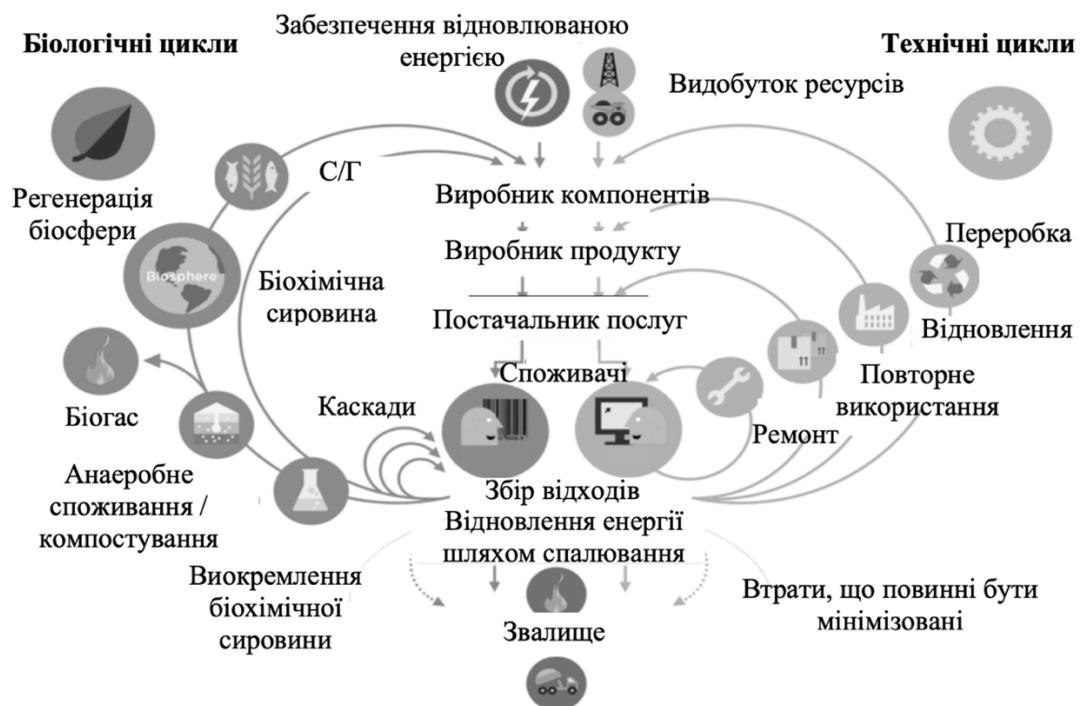 Забезпечення відновлюваною
енергією
Біологічні цикли
Технічні цикли
Видобуток ресурсів
С/Г
Регенерація
біосфери
Biosphere
Виробник компонентів
Виробник продукту
Переробка
Біохімічна
сировина
Постачальник послуг
Відновлення
Споживачі
Повторне
використання
Біогас
Каскади
Ремонт
Анаеробне
споживання /
компостування
Збір відходів
Відновлення енергії
шляхом спалювання
Виокремлення
біохімічної
сировини
Втрати, що повинні бути
мінімізовані
Звалище